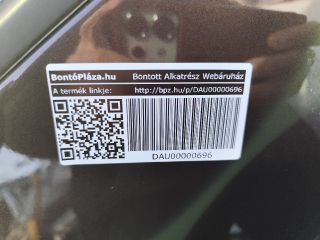 BontóPláza.hu Bontott Alkatrész Webáruház
A termék linkje: http://bpz.hu/p/DAU00000696
DAU00000696